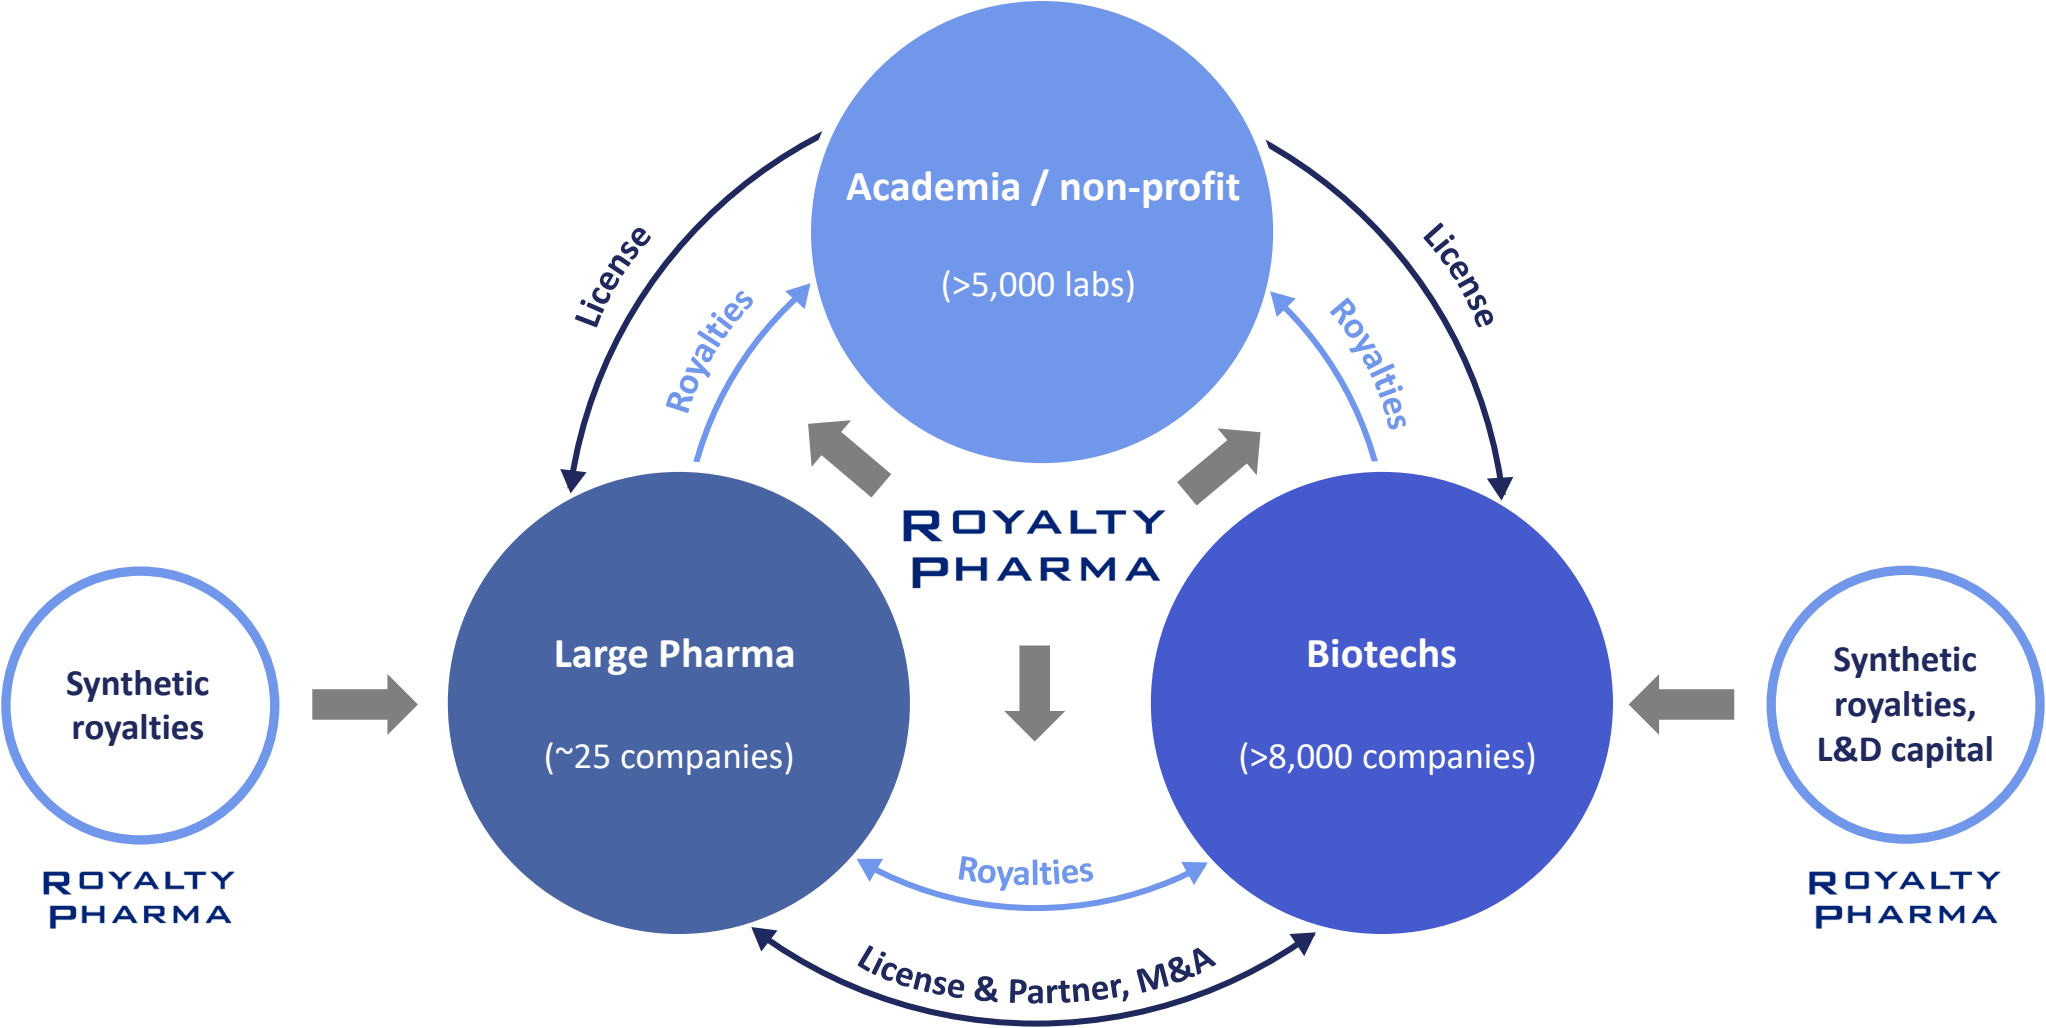 Academia / non-profit
(>5,000 labs)
License
Royalties
License
Royalties
ROYALTY
PHARMA
Large Pharma
(~25 companies)
Biotechs
(>8,000 companies)
Synthetic
royalties
ROYALTY
PHARMA
Synthetic
royalties,
L&D capital
ROYALTY
PHARMA
Royalties
License & Partner, M&A